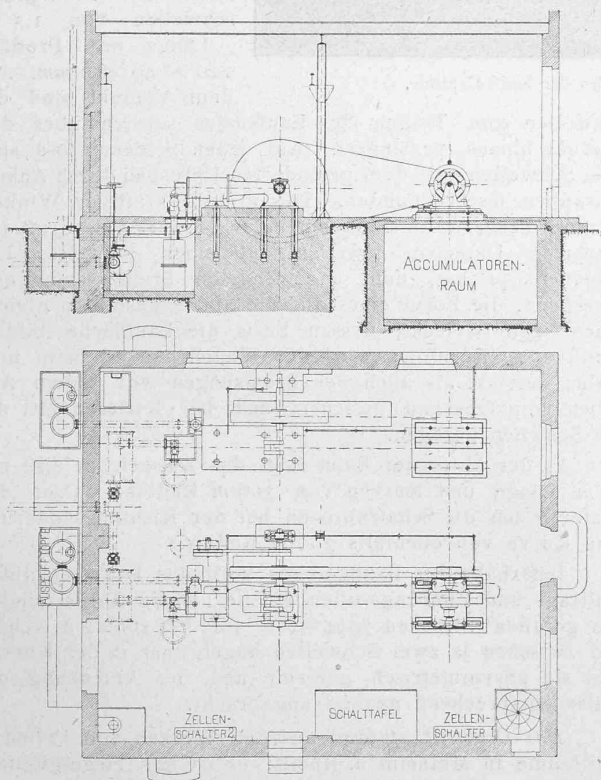 ACCUMULATOREN-
RAUM
AUSPUFFTÖPFE
ZELLEN-
SCHALTER 2
SCHALTTAFEL
ZELLEN-
SCHALTER 1